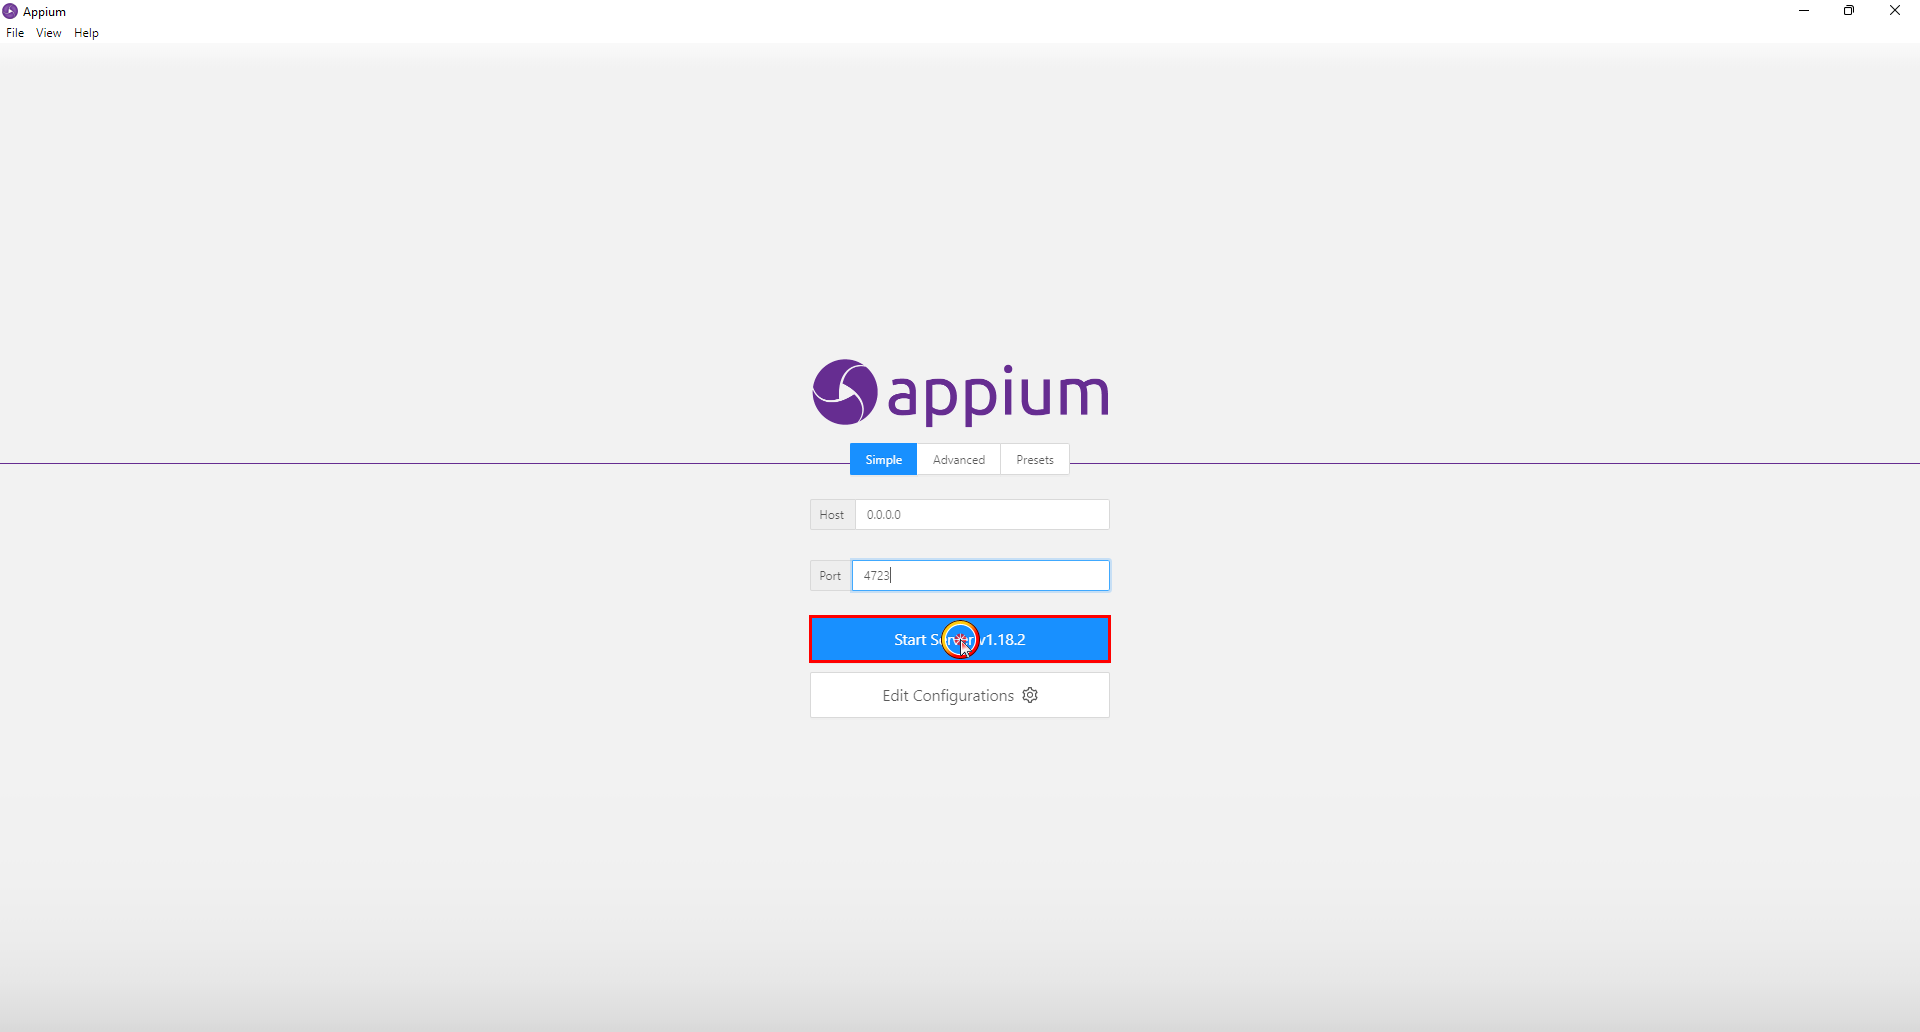 Appium
File View Help
appium
Simple Advanced Presets
Host 0.0.0.0
Port 4723
Start Server v1.18.2
Edit Configurations